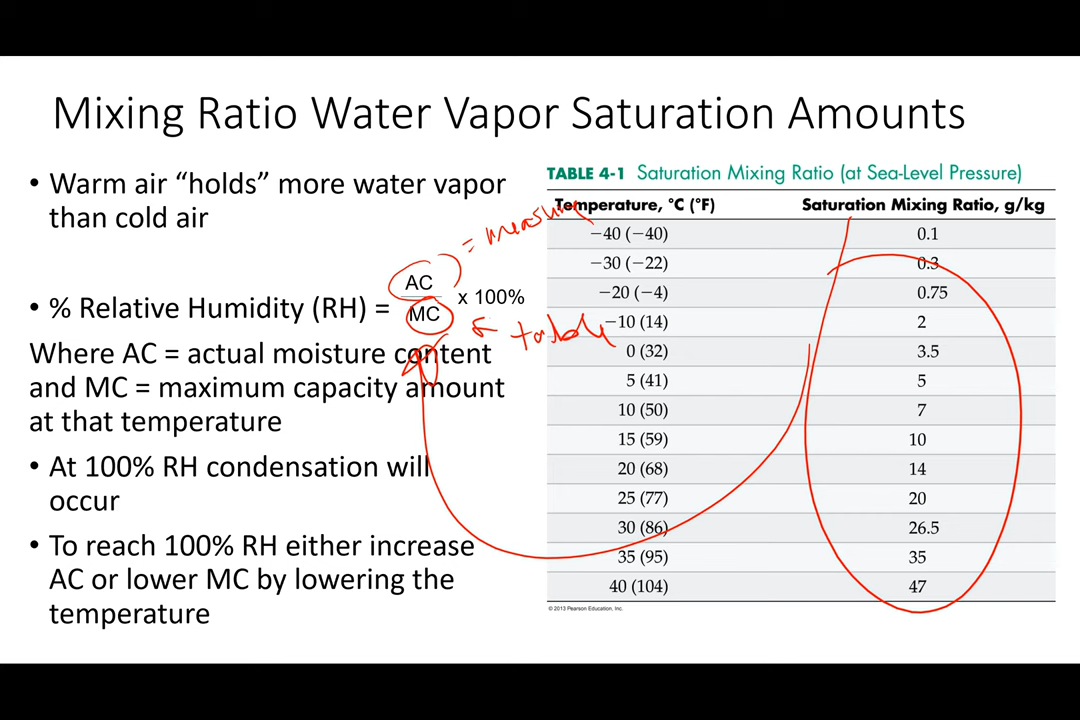 Mixing Ratio Water Vapor Saturation Amounts
• Warm air “holds” more water vapor
than cold air
• % Relative Humidity (RH) = AC
MC x 100%
Where AC = actual moisture content
and MC = maximum capacity amount
at that temperature
• At 100% RH condensation will
occur
• To reach 100% RH either increase
AC or lower MC by lowering the
temperature
= measuring
table
TABLE 4-1 Saturation Mixing Ratio (at Sea-Level Pressure)
Temperature, °C (°F) Saturation Mixing Ratio, g/kg
−40 (−40) 0.1
−30 (−22) 0.3
−20 (−4) 0.75
−10 (14) 2
0 (32) 3.5
5 (41) 5
10 (50) 7
15 (59) 10
20 (68) 14
25 (77) 20
30 (86) 26.5
35 (95) 35
40 (104) 47
© 2013 Pearson Education, Inc.